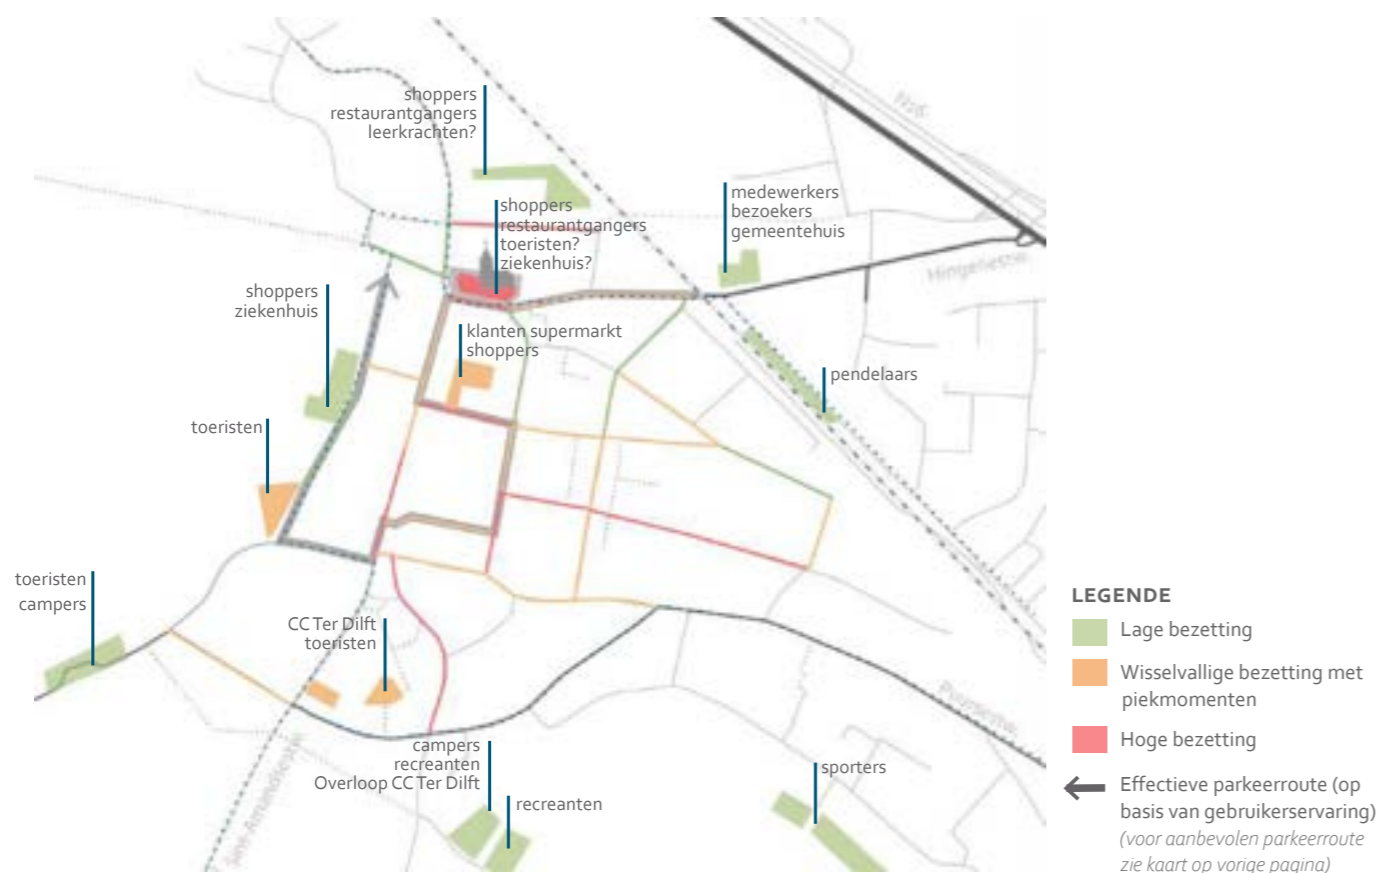 shoppers
restaurantgangers
leerkrachten?
N16
medewerkers
bezoekers
gemeentehuis
shoppers
restaurantgangers
toeristen?
ziekenhuis?
Hingenestw.
shoppers
ziekenhuis
klanten supermarkt
shoppers
pendelaars
toeristen
toeristen
campers
CC Ter Dilft
toeristen
campers
recreanten
Overloop CC Ter Dilft
recreanten
sporters
LEGENDE
Lage bezetting
Wisselvallige bezetting met
piekmomenten
Hoge bezetting
Effectieve parkeerroute (op
basis van gebruikerservaring)
(voor aanbevolen parkeerroute
zie kaart op vorige pagina)